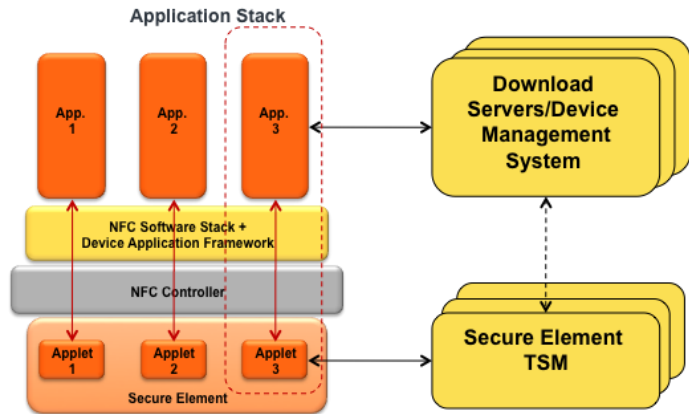 Application Stack
App.
1
App.
2
App.
3
Download
Servers/Device
Management
System
NFC Software Stack +
Device Application Framework
NFC Controller
Applet
1
Applet
2
Applet
3
Secure Element
Secure Element
TSM